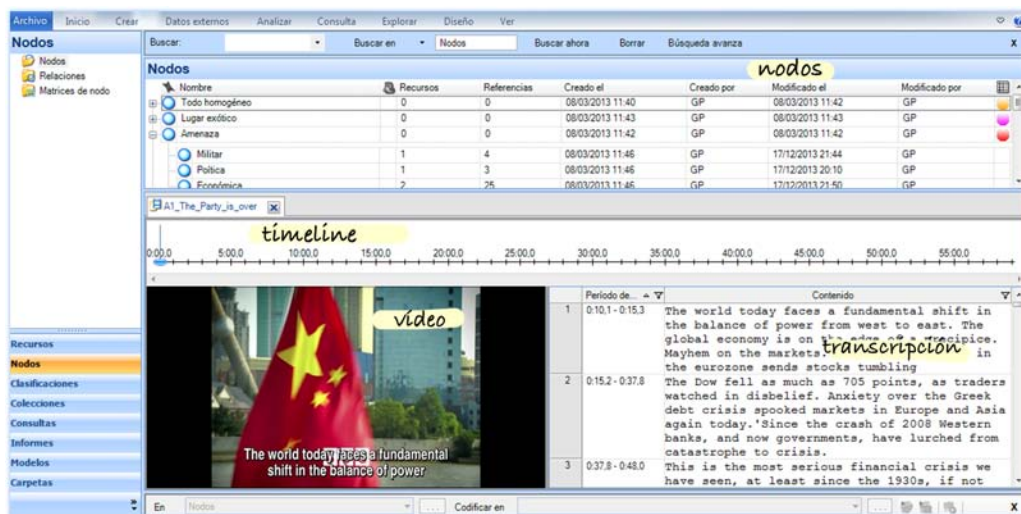 Archivo Inicio Crear Datos externos Analizar Consulta Explorar Diseño Ver
Nodos
Nodos
Relaciones
Matrices de nodo
Recursos
Nodos
Clasificaciones
Colecciones
Consultas
Informes
Modelos
Carpetas
Buscar: Buscar en Nodos Buscar ahora Borrar Búsqueda avanza X
Nodos nodos
Nombre Recursos Referencias Creado el Creado por Modificado el Modificado por
Todo homogéneo 0 0 08/03/2013 11:40 GP 08/03/2013 11:42 GP
Lugar exótico 0 0 08/03/2013 11:43 GP 08/03/2013 11:43 GP
Amenaza 0 0 08/03/2013 11:42 GP 08/03/2013 11:42 GP
Militar 1 4 08/03/2013 11:46 GP 17/12/2013 21:44 GP
Política 1 3 08/03/2013 11:46 GP 17/12/2013 20:10 GP
Económica 2 25 08/03/2013 11:46 GP 17/12/2013 21:50 GP
A1_The_Party_is_over
timeline
0:00,0 5:00,0 10:00,0 15:00,0 20:00,0 25:00,0 30:00,0 35:00,0 40:00,0 45:00,0 50:00,0 55:00,0
vídeo
The world today faces a fundamental
shift in the balance of power
Período de... Contenido
1 0:10,1 - 0:15,3 The world today faces a fundamental shift in
the balance of power from west to east. The
global economy is on the edge of a precipice.
Mayhem on the markets. transcripción in
the eurozone sends stocks tumbling
2 0:15,2 - 0:37,8 The Dow fell as much as 705 points, as traders
watched in disbelief. Anxiety over the Greek
debt crisis spooked markets in Europe and Asia
again today.'Since the crash of 2008 Western
banks, and now governments, have lurched from
catastrophe to crisis.
3 0:37,8 - 0:48,0 This is the most serious financial crisis we
have seen, at least since the 1930s, if not
En Nodos ... Codificar en ... X